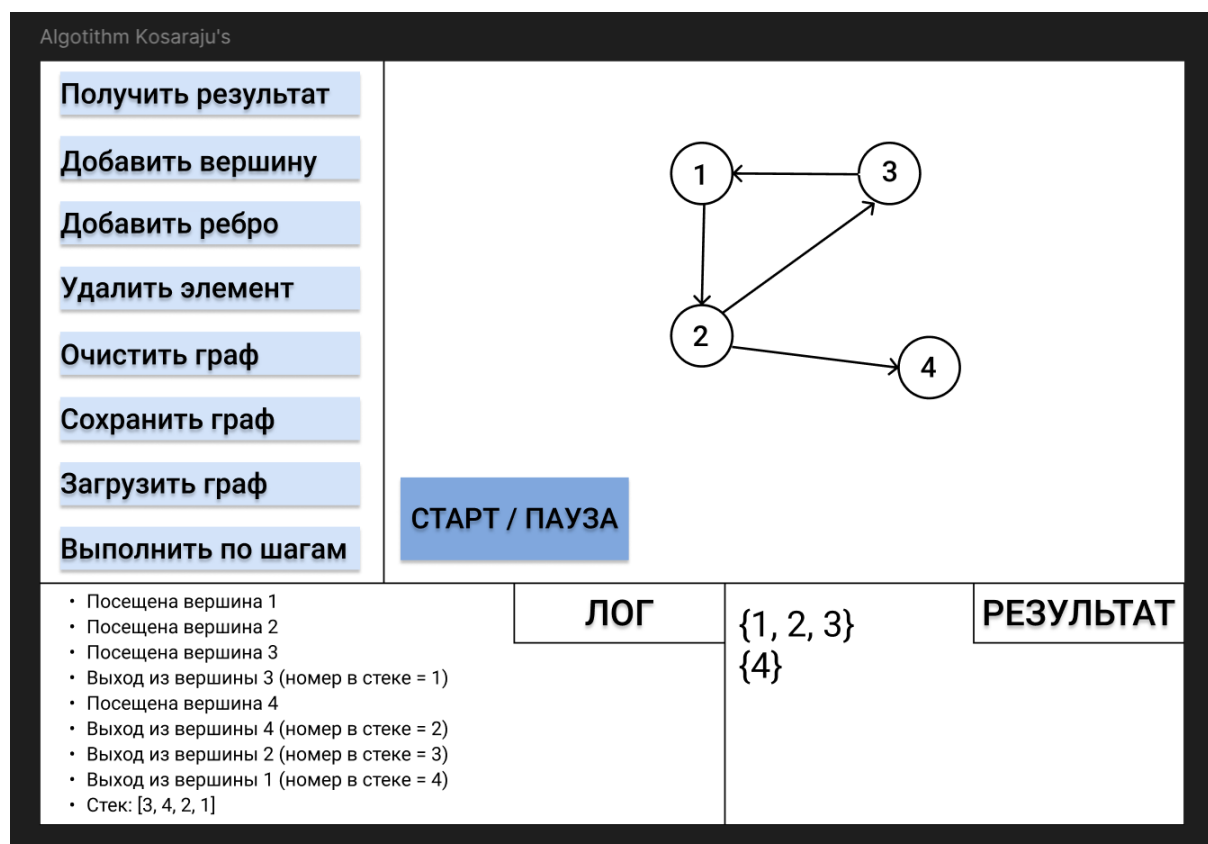 Algotithm Kosaraju's
Получить результат
Добавить вершину
Добавить ребро
Удалить элемент
Очистить граф
Сохранить граф
Загрузить граф
Выполнить по шагам
1
3
2
4
СТАРТ / ПАУЗА
• Посещена вершина 1
• Посещена вершина 2
• Посещена вершина 3
• Выход из вершины 3 (номер в стеке = 1)
• Посещена вершина 4
• Выход из вершины 4 (номер в стеке = 2)
• Выход из вершины 2 (номер в стеке = 3)
• Выход из вершины 1 (номер в стеке = 4)
• Стек: [3, 4, 2, 1]
ЛОГ
{1, 2, 3}
{4}
РЕЗУЛЬТАТ